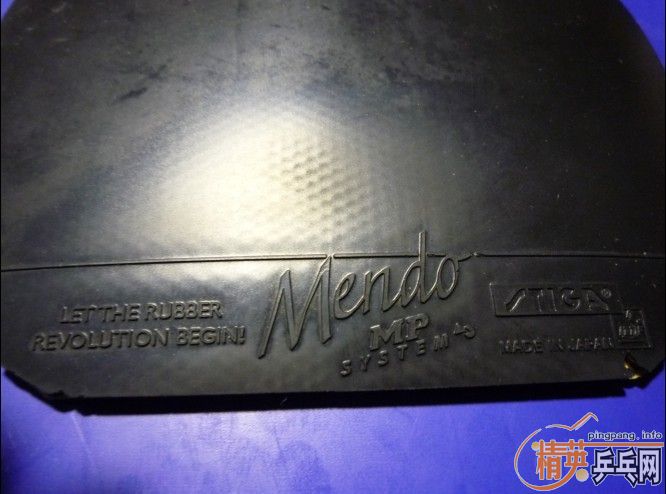 LET THE RUBBER
REVOLUTION BEGIN!
Mendo
MP
SYSTEM
STIGA®
MADE IN JAPAN
pingpang.info
精英乒乓网